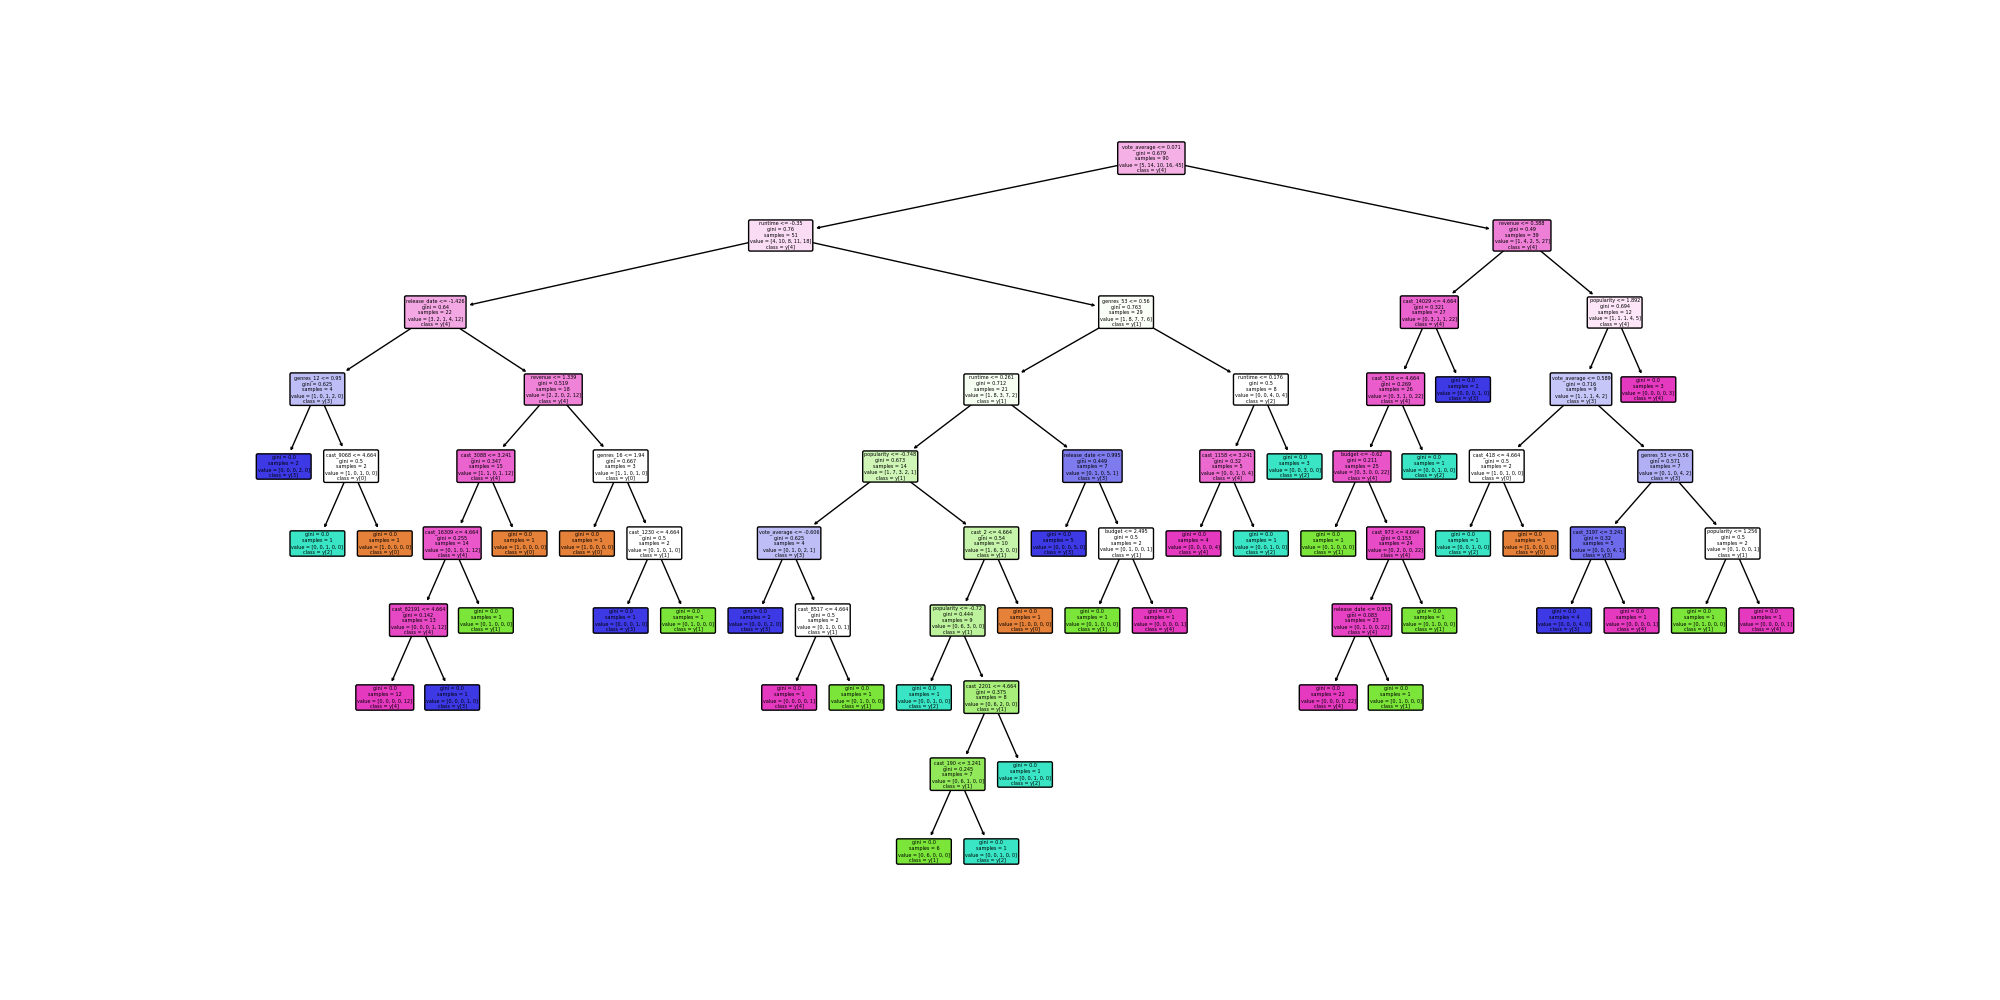 vote_average <= 0.071
gini = 0.679
samples = 90
value = [5, 14, 10, 16, 45]
class = y[4]
runtime <= -0.35
gini = 0.76
samples = 51
value = [4, 10, 8, 11, 18]
class = y[4]
revenue <= 0.388
gini = 0.49
samples = 39
value = [1, 4, 2, 5, 27]
class = y[4]
release_date <= -1.426
gini = 0.64
samples = 22
value = [3, 2, 1, 4, 12]
class = y[4]
genres_53 <= 0.56
gini = 0.763
samples = 29
value = [1, 8, 7, 7, 6]
class = y[1]
cast_14029 <= 4.664
gini = 0.321
samples = 27
value = [0, 3, 1, 1, 22]
class = y[4]
popularity <= 1.892
gini = 0.694
samples = 12
value = [1, 1, 1, 4, 5]
class = y[4]
genres_12 <= 0.95
gini = 0.625
samples = 4
value = [1, 0, 1, 2, 0]
class = y[3]
revenue <= 1.339
gini = 0.519
samples = 18
value = [2, 2, 0, 2, 12]
class = y[4]
runtime <= 0.261
gini = 0.712
samples = 21
value = [1, 8, 3, 7, 2]
class = y[1]
runtime <= 0.176
gini = 0.5
samples = 8
value = [0, 0, 4, 0, 4]
class = y[2]
cast_518 <= 4.664
gini = 0.269
samples = 26
value = [0, 3, 1, 0, 22]
class = y[4]
gini = 0.0
samples = 1
value = [0, 0, 0, 1, 0]
class = y[3]
vote_average <= 0.589
gini = 0.716
samples = 9
value = [1, 1, 1, 4, 2]
class = y[3]
gini = 0.0
samples = 3
value = [0, 0, 0, 0, 3]
class = y[4]
gini = 0.0
samples = 2
value = [0, 0, 0, 2, 0]
class = y[3]
cast_9068 <= 4.664
gini = 0.5
samples = 2
value = [1, 0, 1, 0, 0]
class = y[0]
cast_3088 <= 3.241
gini = 0.347
samples = 15
value = [1, 1, 0, 1, 12]
class = y[4]
genres_16 <= 1.94
gini = 0.667
samples = 3
value = [1, 1, 0, 1, 0]
class = y[0]
popularity <= -0.748
gini = 0.673
samples = 14
value = [1, 7, 3, 2, 1]
class = y[1]
release_date <= 0.995
gini = 0.449
samples = 7
value = [0, 1, 0, 5, 1]
class = y[3]
cast_1158 <= 3.241
gini = 0.32
samples = 5
value = [0, 0, 1, 0, 4]
class = y[4]
gini = 0.0
samples = 3
value = [0, 0, 3, 0, 0]
class = y[2]
budget <= -0.62
gini = 0.211
samples = 25
value = [0, 3, 0, 0, 22]
class = y[4]
gini = 0.0
samples = 1
value = [0, 0, 1, 0, 0]
class = y[2]
cast_418 <= 4.664
gini = 0.5
samples = 2
value = [1, 0, 1, 0, 0]
class = y[0]
genres_53 <= 0.56
gini = 0.571
samples = 7
value = [0, 1, 0, 4, 2]
class = y[3]
gini = 0.0
samples = 1
value = [0, 0, 1, 0, 0]
class = y[2]
gini = 0.0
samples = 1
value = [1, 0, 0, 0, 0]
class = y[0]
cast_16309 <= 4.664
gini = 0.255
samples = 14
value = [0, 1, 0, 1, 12]
class = y[4]
gini = 0.0
samples = 1
value = [1, 0, 0, 0, 0]
class = y[0]
gini = 0.0
samples = 1
value = [1, 0, 0, 0, 0]
class = y[0]
cast_1230 <= 4.664
gini = 0.5
samples = 2
value = [0, 1, 0, 1, 0]
class = y[1]
vote_average <= -0.606
gini = 0.625
samples = 4
value = [0, 1, 0, 2, 1]
class = y[3]
cast_2 <= 4.664
gini = 0.54
samples = 10
value = [1, 6, 3, 0, 0]
class = y[1]
gini = 0.0
samples = 5
value = [0, 0, 0, 5, 0]
class = y[3]
budget <= 2.495
gini = 0.5
samples = 2
value = [0, 1, 0, 0, 1]
class = y[1]
gini = 0.0
samples = 4
value = [0, 0, 0, 0, 4]
class = y[4]
gini = 0.0
samples = 1
value = [0, 0, 1, 0, 0]
class = y[2]
gini = 0.0
samples = 1
value = [0, 1, 0, 0, 0]
class = y[1]
cast_973 <= 4.664
gini = 0.153
samples = 24
value = [0, 2, 0, 0, 22]
class = y[4]
gini = 0.0
samples = 1
value = [0, 0, 1, 0, 0]
class = y[2]
gini = 0.0
samples = 1
value = [1, 0, 0, 0, 0]
class = y[0]
cast_3197 <= 3.241
gini = 0.32
samples = 5
value = [0, 0, 0, 4, 1]
class = y[3]
popularity <= 1.256
gini = 0.5
samples = 2
value = [0, 1, 0, 0, 1]
class = y[1]
cast_82191 <= 4.664
gini = 0.142
samples = 13
value = [0, 0, 0, 1, 12]
class = y[4]
gini = 0.0
samples = 1
value = [0, 1, 0, 0, 0]
class = y[1]
gini = 0.0
samples = 1
value = [0, 0, 0, 1, 0]
class = y[3]
gini = 0.0
samples = 1
value = [0, 1, 0, 0, 0]
class = y[1]
gini = 0.0
samples = 2
value = [0, 0, 0, 2, 0]
class = y[3]
cast_8517 <= 4.664
gini = 0.5
samples = 2
value = [0, 1, 0, 0, 1]
class = y[1]
popularity <= -0.72
gini = 0.444
samples = 9
value = [0, 6, 3, 0, 0]
class = y[1]
gini = 0.0
samples = 1
value = [1, 0, 0, 0, 0]
class = y[0]
gini = 0.0
samples = 1
value = [0, 1, 0, 0, 0]
class = y[1]
gini = 0.0
samples = 1
value = [0, 0, 0, 0, 1]
class = y[4]
release_date <= 0.953
gini = 0.083
samples = 23
value = [0, 1, 0, 0, 22]
class = y[4]
gini = 0.0
samples = 1
value = [0, 1, 0, 0, 0]
class = y[1]
gini = 0.0
samples = 4
value = [0, 0, 0, 4, 0]
class = y[3]
gini = 0.0
samples = 1
value = [0, 0, 0, 0, 1]
class = y[4]
gini = 0.0
samples = 1
value = [0, 1, 0, 0, 0]
class = y[1]
gini = 0.0
samples = 1
value = [0, 0, 0, 0, 1]
class = y[4]
gini = 0.0
samples = 12
value = [0, 0, 0, 0, 12]
class = y[4]
gini = 0.0
samples = 1
value = [0, 0, 0, 1, 0]
class = y[3]
gini = 0.0
samples = 1
value = [0, 0, 0, 0, 1]
class = y[4]
gini = 0.0
samples = 1
value = [0, 1, 0, 0, 0]
class = y[1]
gini = 0.0
samples = 1
value = [0, 0, 1, 0, 0]
class = y[2]
cast_2201 <= 4.664
gini = 0.375
samples = 8
value = [0, 6, 2, 0, 0]
class = y[1]
gini = 0.0
samples = 22
value = [0, 0, 0, 0, 22]
class = y[4]
gini = 0.0
samples = 1
value = [0, 1, 0, 0, 0]
class = y[1]
cast_190 <= 3.241
gini = 0.245
samples = 7
value = [0, 6, 1, 0, 0]
class = y[1]
gini = 0.0
samples = 1
value = [0, 0, 1, 0, 0]
class = y[2]
gini = 0.0
samples = 6
value = [0, 6, 0, 0, 0]
class = y[1]
gini = 0.0
samples = 1
value = [0, 0, 1, 0, 0]
class = y[2]